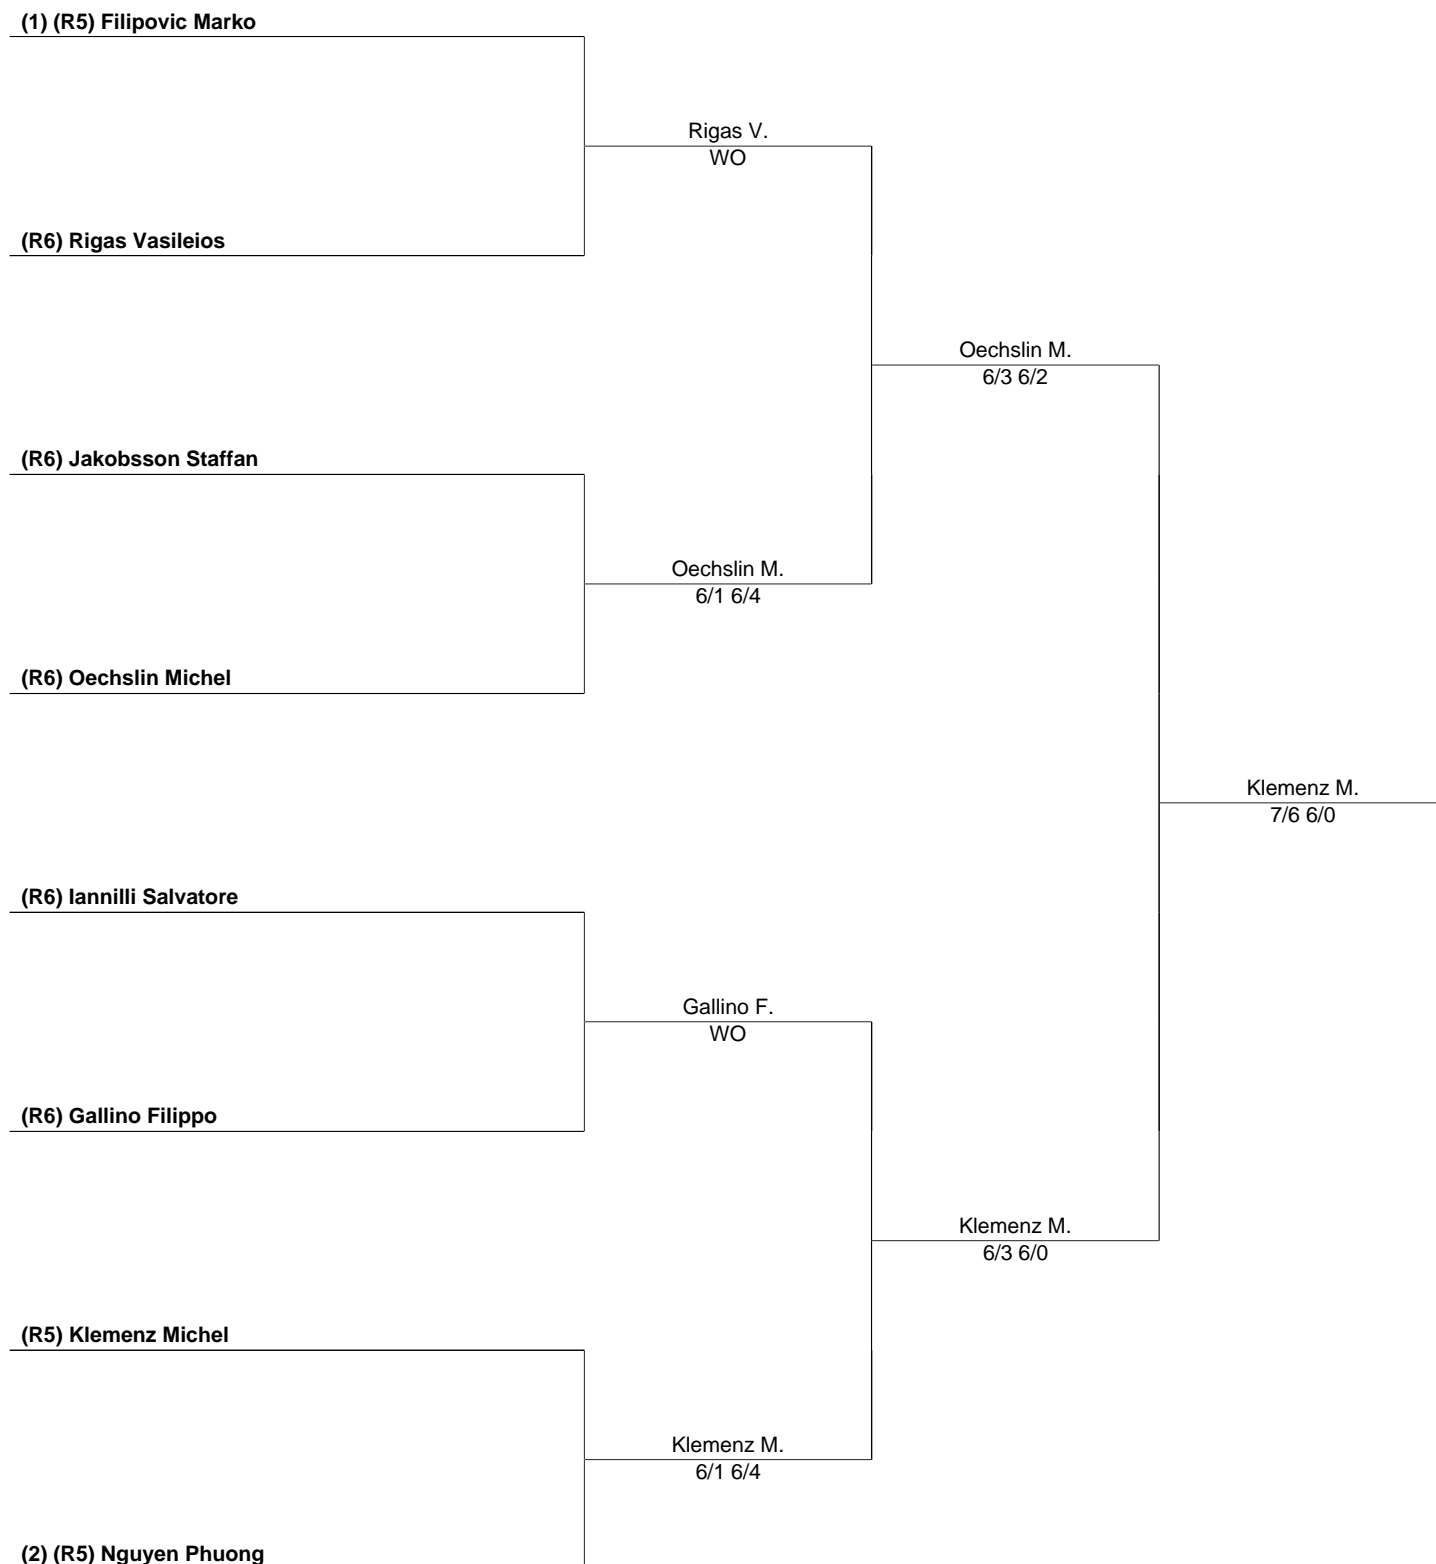 (1) (R5) Filipovic Marko
Rigas V.
WO
(R6) Rigas Vasileios
Oechslin M.
6/3 6/2
(R6) Jakobsson Staffan
Oechslin M.
6/1 6/4
(R6) Oechslin Michel
Klemenz M.
7/6 6/0
(R6) Iannilli Salvatore
Gallino F.
WO
(R6) Gallino Filippo
Klemenz M.
6/3 6/0
(R5) Klemenz Michel
Klemenz M.
6/1 6/4
(2) (R5) Nguyen Phuong